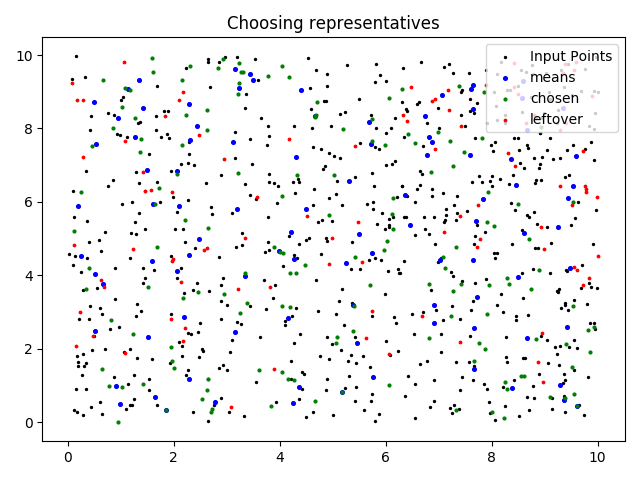 Choosing representatives
Input Points
means
chosen
leftover
10
8
6
4
2
0
0 2 4 6 8 10